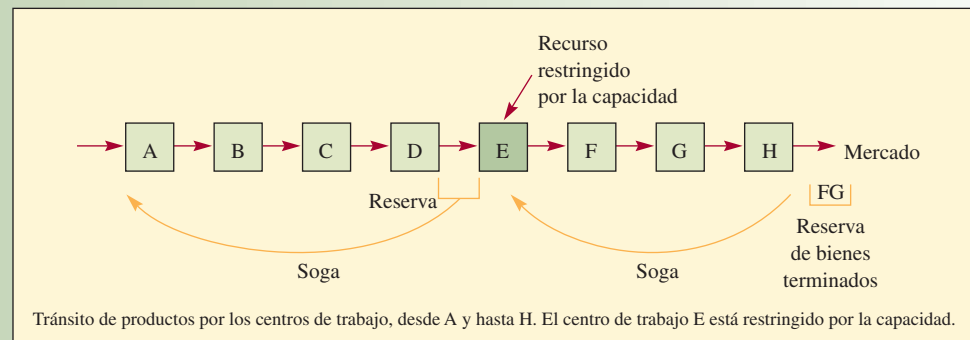 Recurso
restringido
por la capacidad
A B C D E F G H Mercado
Reserva
FG
Reserva
de bienes
terminados
Soga
Soga
Tránsito de productos por los centros de trabajo, desde A y hasta H. El centro de trabajo E está restringido por la capacidad.